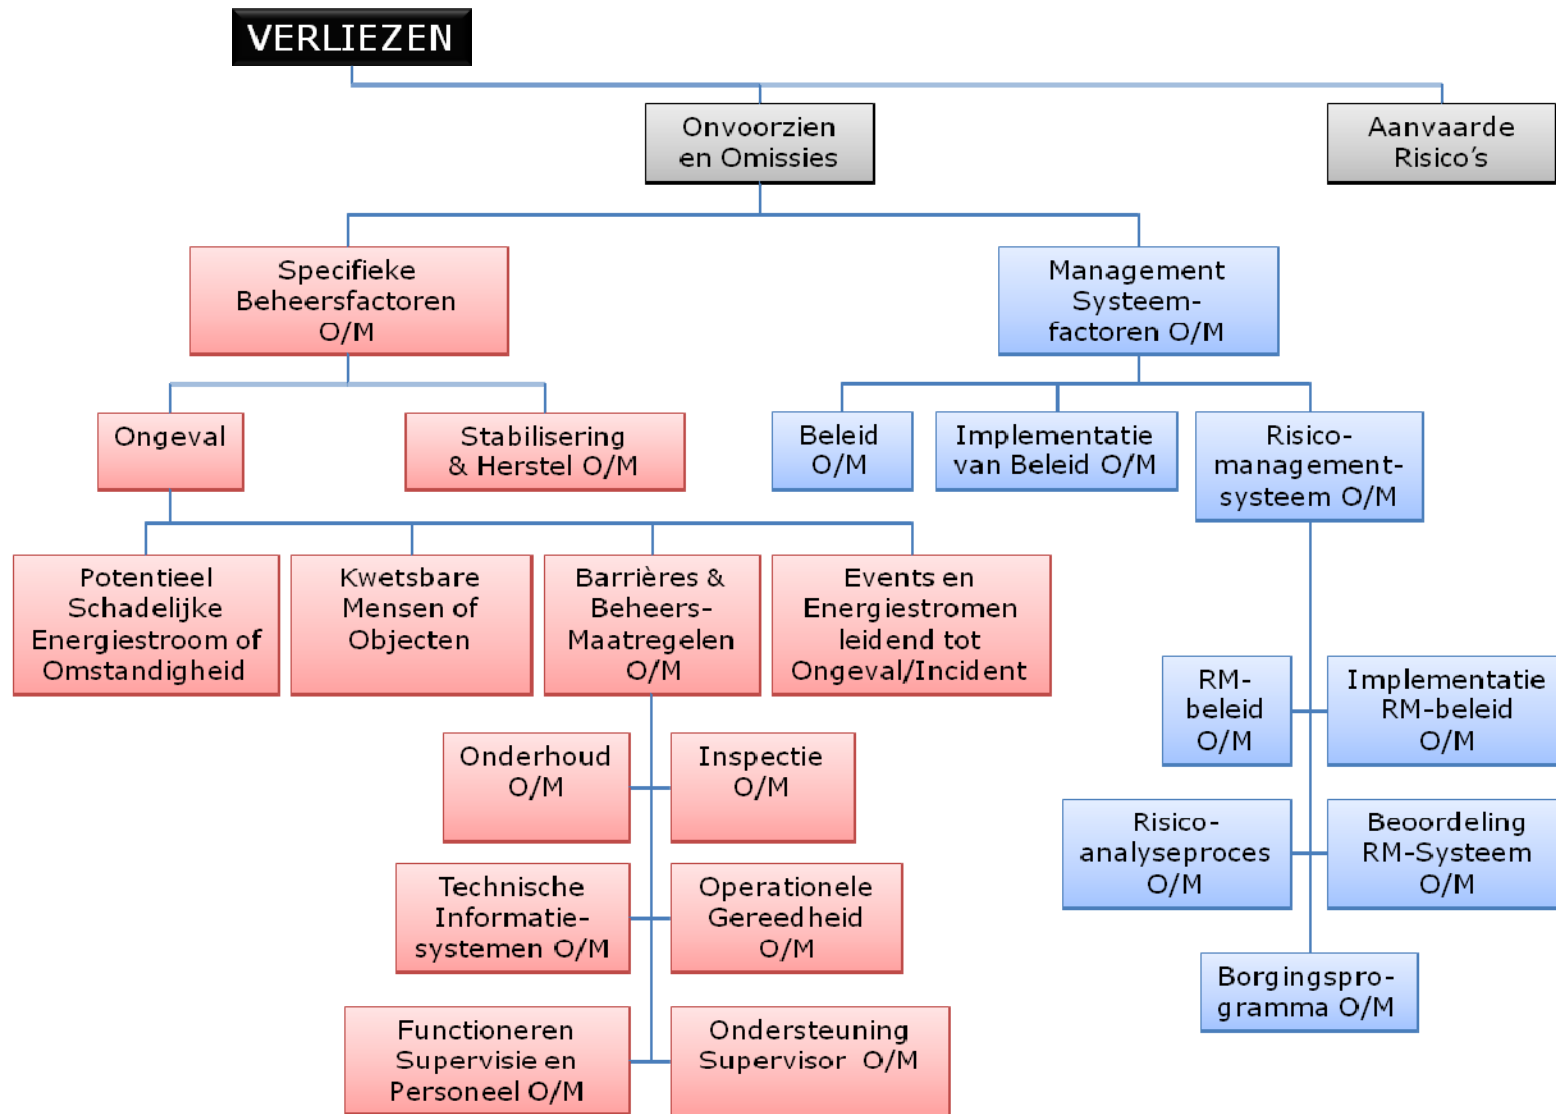 VERLIEZEN
Onvoorzien
en Omissies
Aanvaarde
Risico's
Specifieke
Beheersfactoren
O/M
Management
Systeem-
factoren O/M
Ongeval
Stabilisering
& Herstel O/M
Beleid
O/M
Implementatie
van Beleid O/M
Risico-
management-
systeem O/M
Potentieel
Schadelijke
Energiestroom of
Omstandigheid
Kwetsbare
Mensen of
Objecten
Barrières &
Beheers-
Maatregelen
O/M
Events en
Energiestromen
leidend tot
Ongeval/Incident
RM-
beleid
O/M
Implementatie
RM-beleid
O/M
Onderhoud
O/M
Inspectie
O/M
Risico-
analyseproces
O/M
Beoordeling
RM-Systeem
O/M
Technische
Informatie-
systemen O/M
Operationele
Gereedheid
O/M
Borgingspro-
gramma O/M
Functioneren
Supervisie en
Personeel O/M
Ondersteuning
Supervisor O/M